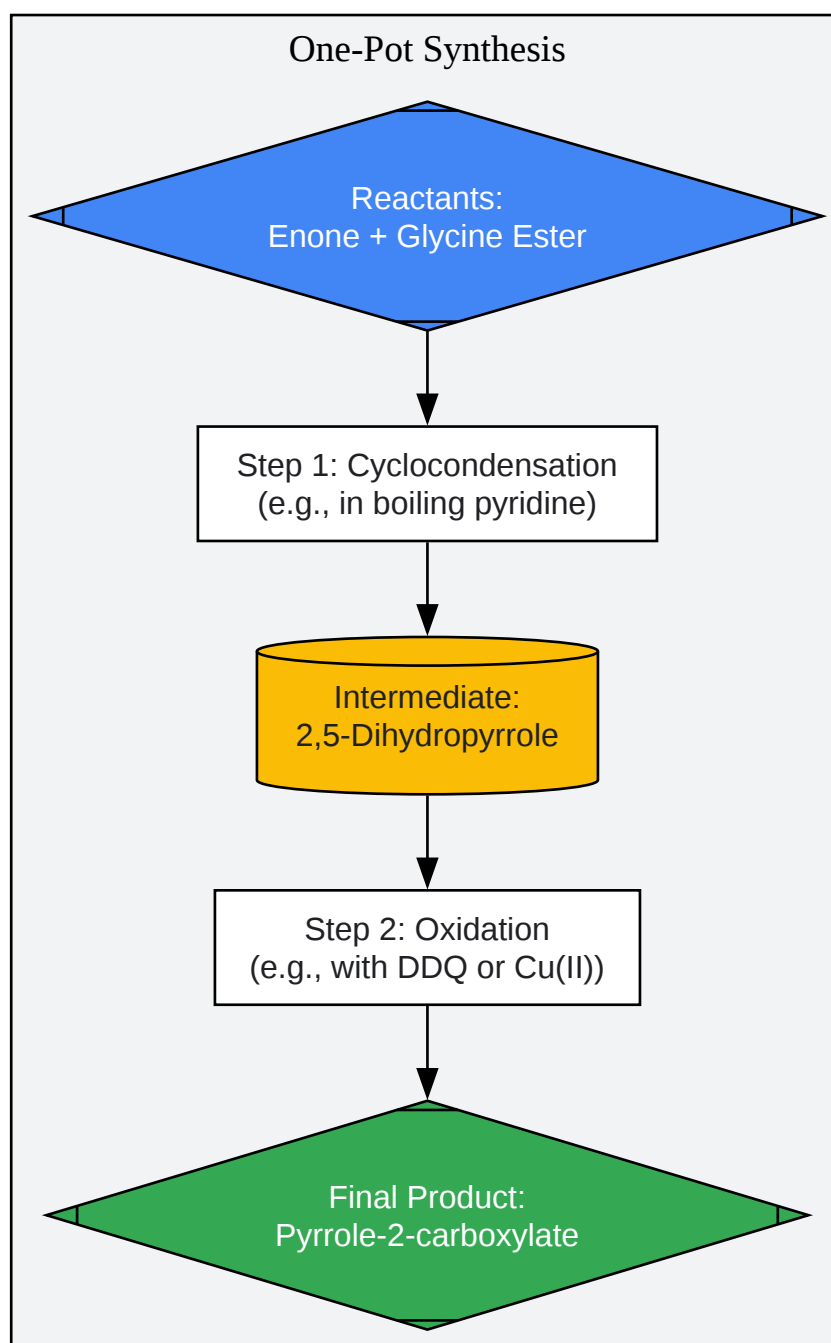 One-Pot Synthesis
Reactants:
Enone + Glycine Ester
Step 1: Cyclocondensation
(e.g., in boiling pyridine)
Intermediate:
2,5-Dihydropyrrole
Step 2: Oxidation
(e.g., with DDQ or Cu(II))
Final Product:
Pyrrole-2-carboxylate